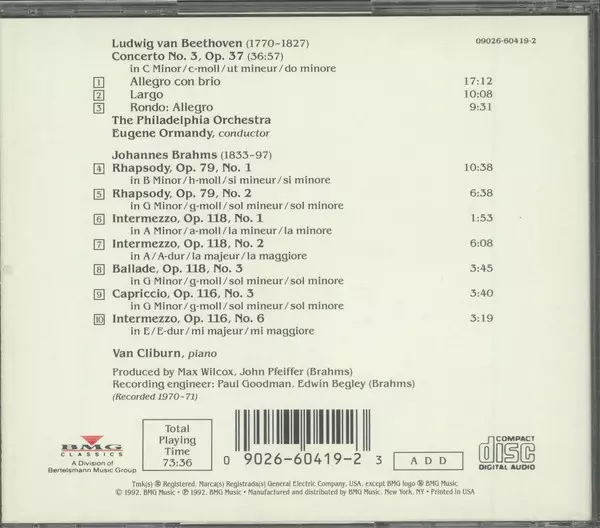 09026-60419-2
Ludwig van Beethoven (1770–1827)
Concerto No. 3, Op. 37 (36:57)
in C Minor/c-moll/ut mineur/do minore
1 Allegro con brio 17:12
2 Largo 10:08
3 Rondo: Allegro 9:31
The Philadelphia Orchestra
Eugene Ormandy, conductor
Johannes Brahms (1833–97)
4 Rhapsody, Op. 79, No. 1 10:38
in B Minor/h-moll/si mineur/si minore
5 Rhapsody, Op. 79, No. 2 6:38
in G Minor/g-moll/sol mineur/sol minore
6 Intermezzo, Op. 118, No. 1 1:53
in A Minor/a-moll/la mineur/la minore
7 Intermezzo, Op. 118, No. 2 6:08
in A/A-dur/la majeur/la maggiore
8 Ballade, Op. 118, No. 3 3:45
in G Minor/g-moll/sol mineur/sol minore
9 Capriccio, Op. 116, No. 3 3:40
in G Minor/g-moll/sol mineur/sol minore
10 Intermezzo, Op. 116, No. 6 3:19
in E/E-dur/mi majeur/mi maggiore
Van Cliburn, piano
Produced by Max Wilcox, John Pfeiffer (Brahms)
Recording engineer: Paul Goodman, Edwin Begley (Brahms)
(Recorded 1970–71)
BMG
CLASSICS
A Division of
Bertelsmann Music Group
Total
Playing
Time
73:36
0 9026-60419-2 3
ADD
COMPACT
disc
DIGITAL AUDIO
Tmk(s) ® Registered. Marca(s) Registrada(s) General Electric Company, USA, except BMG logo ® BMG Music
© 1992, BMG Music • ℗ 1992, BMG Music • Manufactured and distributed by BMG Music, New York, NY • Printed in USA